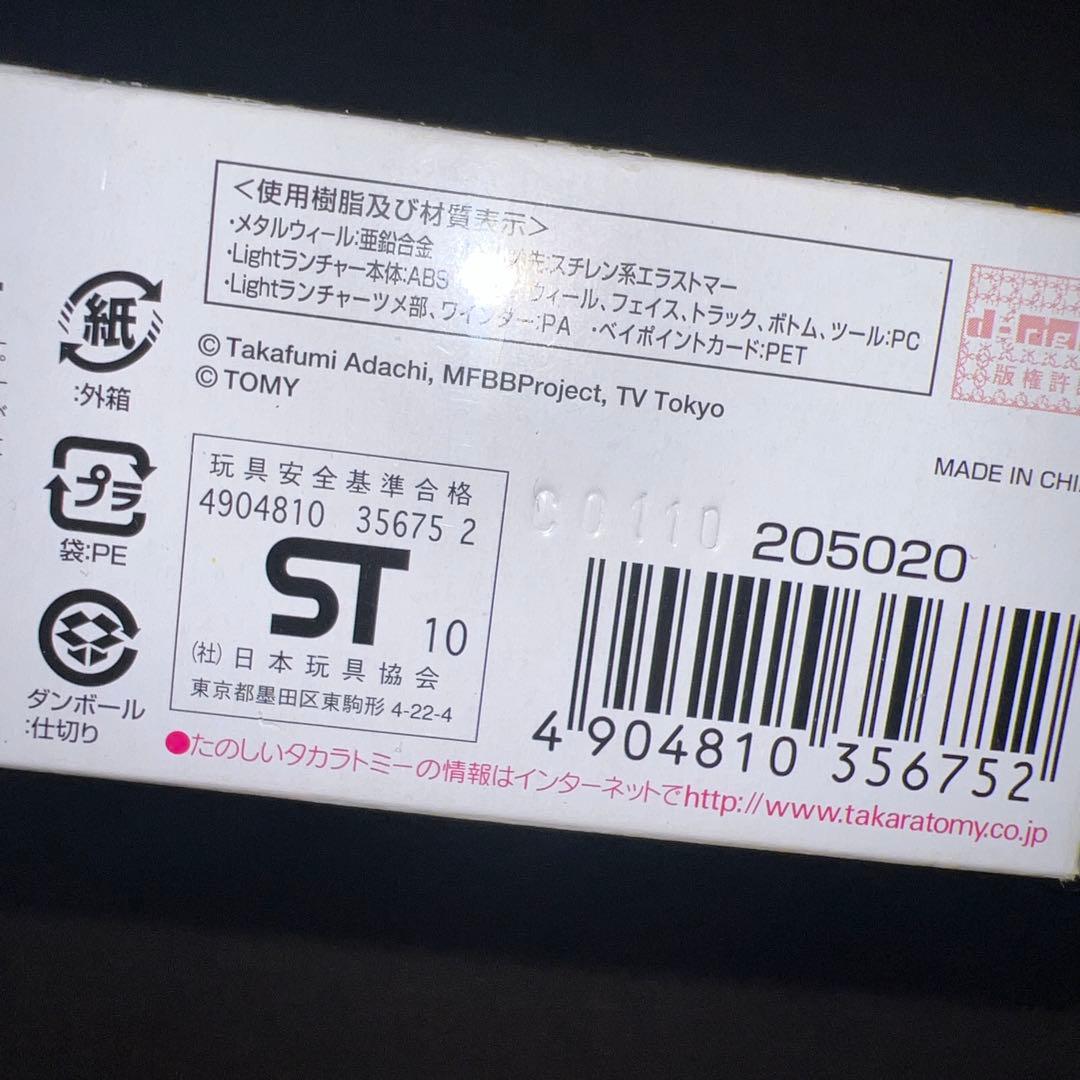 <使用樹脂及び材質表示>
・メタルウィール:亜鉛合金 先:スチレン系エラストマー
・Lightランチャー本体:ABS ウィール、フェイス、トラック、ボトム、ツール:PC
・Lightランチャーツメ部、ワインダー:PA ・ベイポイントカード:PET
© Takafumi Adachi, MFBBProject, TV Tokyo
© TOMY
紙
:外箱
プラ
袋:PE
ダンボール
:仕切り
玩具安全基準合格
4904810 35675 2
ST 10
(社)日本玩具協会
東京都墨田区東駒形 4-22-4
版権許
MADE IN CHI
C0110
205020
4 904810 356752
●たのしいタカラトミーの情報はインターネットでhttp://www.takaratomy.co.jp